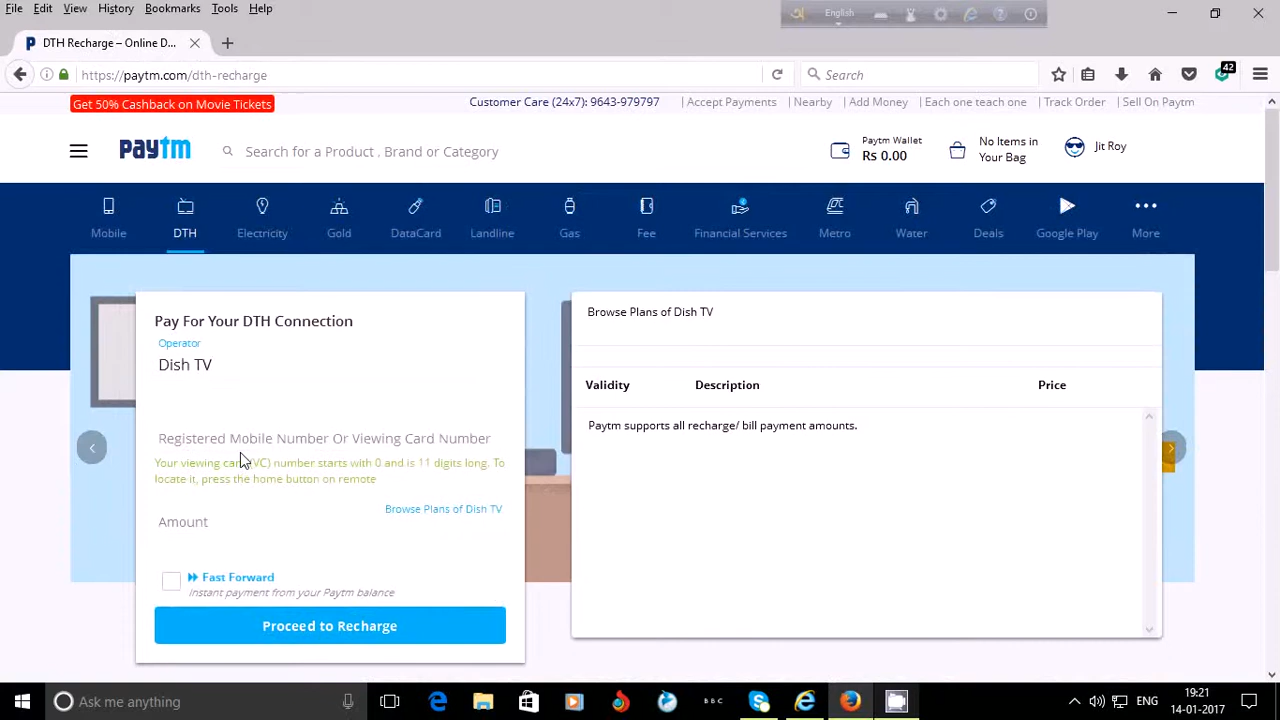 File Edit View History Bookmarks Tools Help
English
DTH Recharge – Online D...
https://paytm.com/dth-recharge
Search
42
Get 50% Cashback on Movie Tickets
Customer Care (24x7): 9643-979797 | Accept Payments | Nearby | Add Money | Each one teach one | Track Order | Sell On Paytm
paytm
Search for a Product , Brand or Category
Paytm Wallet
Rs 0.00
No Items in
Your Bag
Jit Roy
Mobile DTH Electricity Gold DataCard Landline Gas Fee Financial Services Metro Water Deals Google Play More
Pay For Your DTH Connection
Operator
Dish TV
Registered Mobile Number Or Viewing Card Number
Your viewing card (VC) number starts with 0 and is 11 digits long. To
locate it, press the home button on remote
Browse Plans of Dish TV
Amount
Fast Forward
Instant payment from your Paytm balance
Proceed to Recharge
Browse Plans of Dish TV
Validity Description Price
Paytm supports all recharge/ bill payment amounts.
Ask me anything
BBC
ENG
19:21
14-01-2017